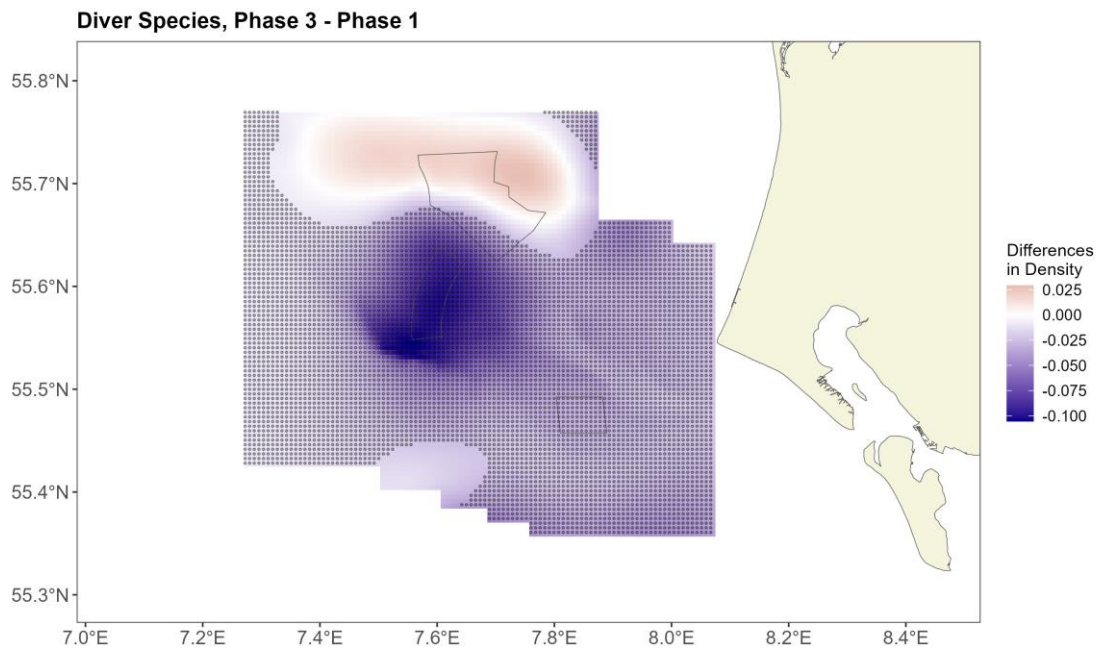 Diver Species, Phase 3 - Phase 1
55.8°N
55.7°N
55.6°N
55.5°N
55.4°N
55.3°N
7.0°E
7.2°E
7.4°E
7.6°E
7.8°E
8.0°E
8.2°E
8.4°E
Differences
in Density
0.025
0.000
-0.025
-0.050
-0.075
-0.100